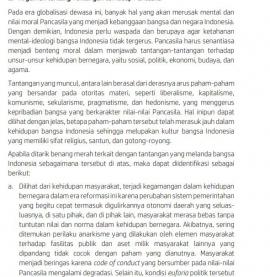 Pada era globalisasi dewasa ini, banyak hal yang akan merusak mental dan
nilai moral Pancasila yang menjadi kebanggaan bangsa dan negara Indonesia.
Dengan demikian, Indonesia perlu waspada dan berupaya agar ketahanan
mental-ideologi bangsa Indonesia tidak tergerus. Pancasila harus senantiasa
menjadi benteng moral dalam menjawab tantangan-tantangan terhadap
unsur-unsur kehidupan bernegara, yaitu sosial, politik, ekonomi, budaya, dan
agama.
Tantangan yang muncul, antara lain berasal dari derasnya arus paham-paham
yang bersandar pada otoritas materi, seperti liberalisme, kapitalisme,
komunisme, sekularisme, pragmatisme, dan hedonisme, yang menggerus
kepribadian bangsa yang berkarakter nilai-nilai Pancasila. Hal inipun dapat
dilihat dengan jelas, betapa paham-paham tersebut telah merasuk jauh dalam
kehidupan bangsa Indonesia sehingga melupakan kultur bangsa Indonesia
yang memiliki sifat religius, santun, dan gotong-royong.
Apabila ditarik benang merah terkait dengan tantangan yang melanda bangsa
Indonesia sebagaimana tersebut di atas, maka dapat diidentifikasi sebagai
berikut:
a. Dilihat dari kehidupan masyarakat, terjadi kegamangan dalam kehidupan
bernegara dalam era reformasi ini karena perubahan sistem pemerintahan
yang begitu cepat termasuk digulirkannya otonomi daerah yang seluas-
luasnya, di satu pihak, dan di pihak lain, masyarakat merasa bebas tanpa
tuntutan nilai dan norma dalam kehidupan bernegara. Akibatnya, sering
ditemukan perilaku anarkisme yang dilakukan oleh elemen masyarakat
terhadap fasilitas publik dan aset milik masyarakat lainnya yang
dipandang tidak cocok dengan paham yang dianutnya. Masyarakat
menjadi beringas karena code of conduct yang bersumber pada nilai-nilai
Pancasila mengalami degradasi. Selain itu, kondisi euforia politik tersebut